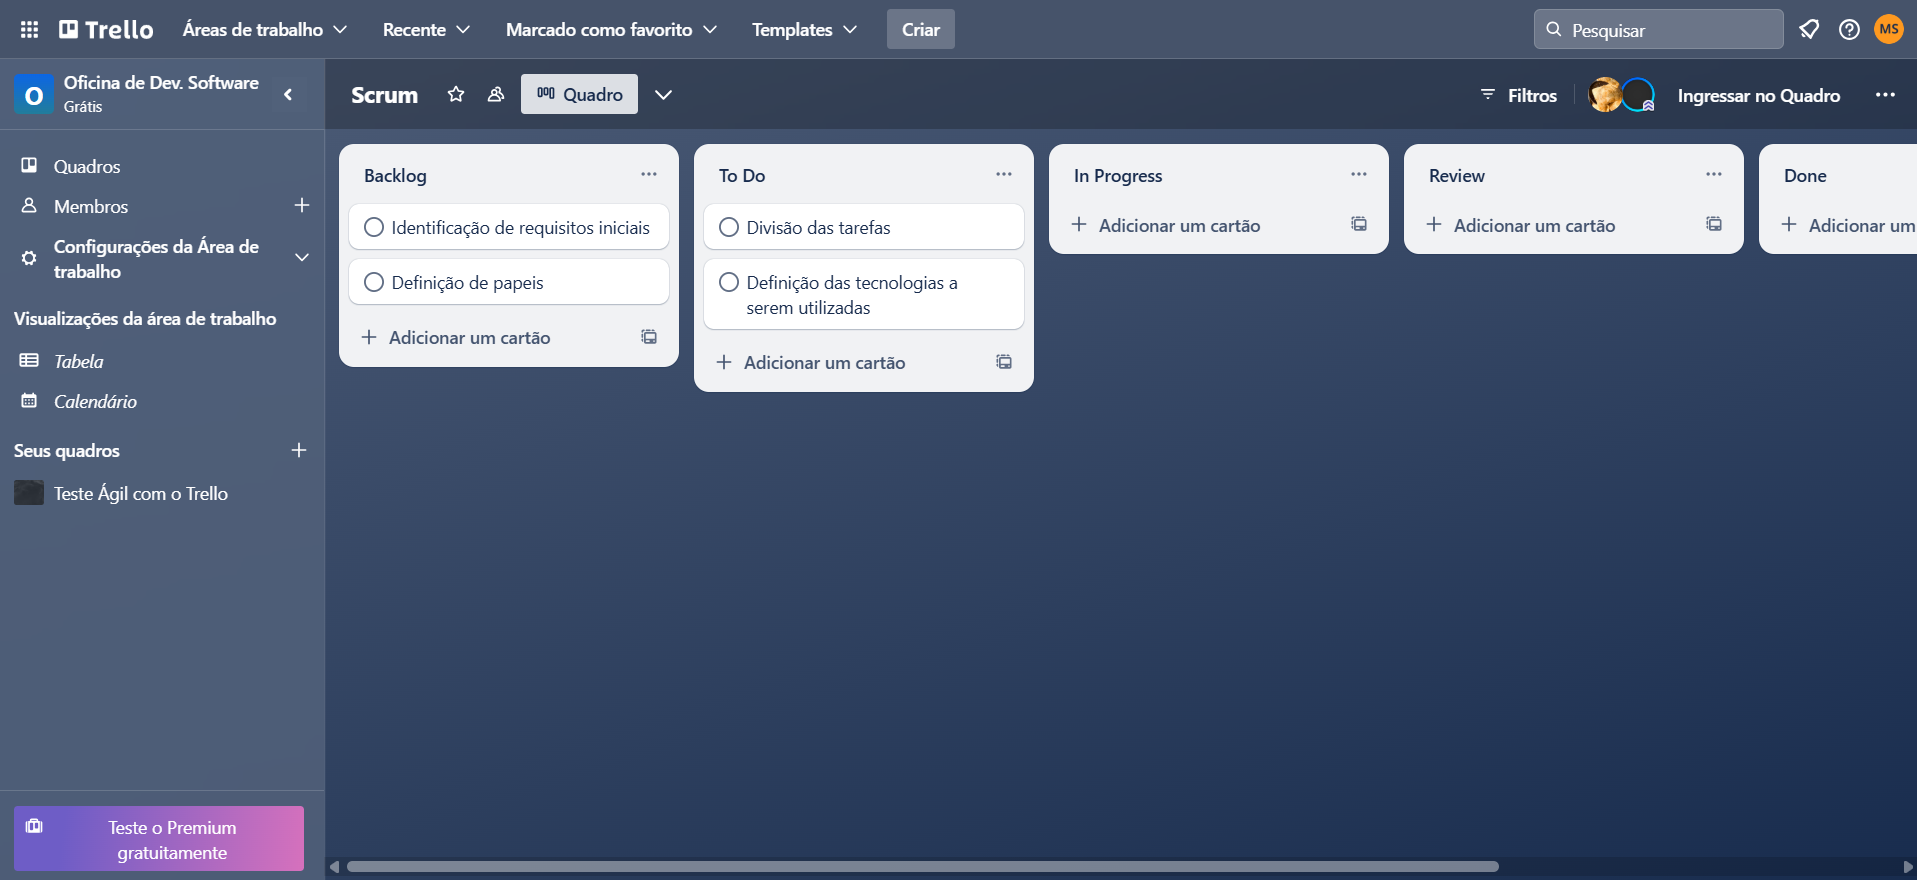 Trello
Áreas de trabalho
Recente
Marcado como favorito
Templates
Criar
Pesquisar
MS
O
Oficina de Dev. Software
Grátis
Scrum
Quadro
Filtros
Ingressar no Quadro
Quadros
Membros
Configurações da Área de
trabalho
Visualizações da área de trabalho
Tabela
Calendário
Seus quadros
Teste Ágil com o Trello
Teste o Premium
gratuitamente
Backlog
Identificação de requisitos iniciais
Definição de papeis
Adicionar um cartão
To Do
Divisão das tarefas
Definição das tecnologias a
serem utilizadas
Adicionar um cartão
In Progress
Adicionar um cartão
Review
Adicionar um cartão
Done
Adicionar um